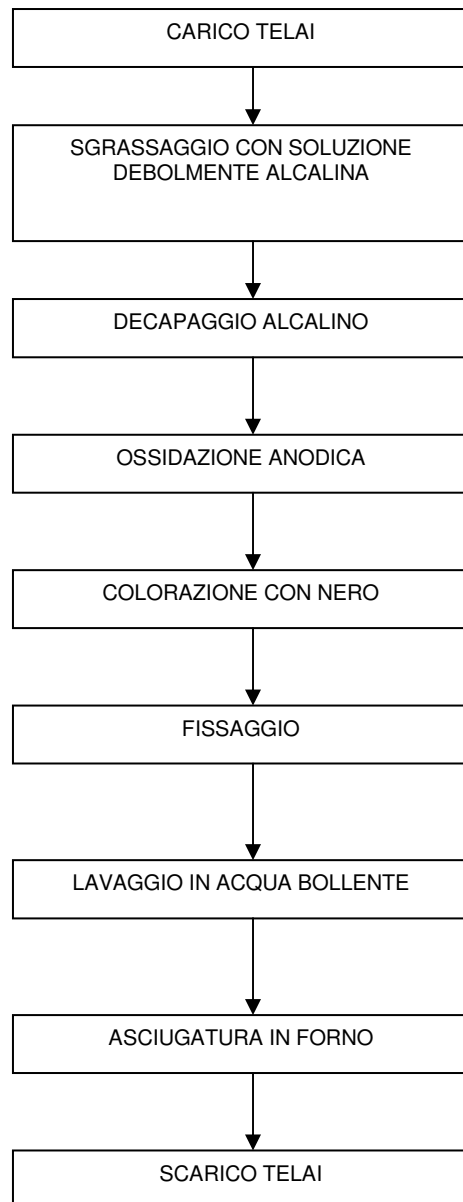 CARICO TELAI
SGRASSAGGIO CON SOLUZIONE
DEBOLMENTE ALCALINA
DECAPAGGIO ALCALINO
OSSIDAZIONE ANODICA
COLORAZIONE CON NERO
FISSAGGIO
LAVAGGIO IN ACQUA BOLLENTE
ASCIUGATURA IN FORNO
SCARICO TELAI